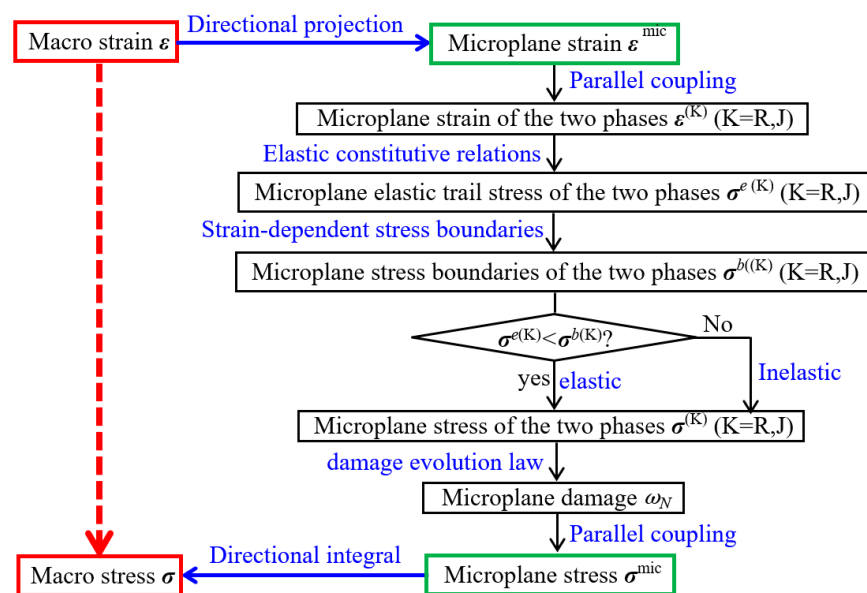 Directional projection
Macro strain ε
Microplane strain ε^mic
Parallel coupling
Microplane strain of the two phases ε^(K) (K=R,J)
Elastic constitutive relations
Microplane elastic trail stress of the two phases σ^e (K) (K=R,J)
Strain-dependent stress boundaries
Microplane stress boundaries of the two phases σ^b((K) (K=R,J)
σ^e(K)<σ^b(K)?
No
yes elastic
Inelastic
Microplane stress of the two phases σ^(K) (K=R,J)
damage evolution law
Microplane damage ω_N
Parallel coupling
Directional integral
Macro stress σ
Microplane stress σ^mic